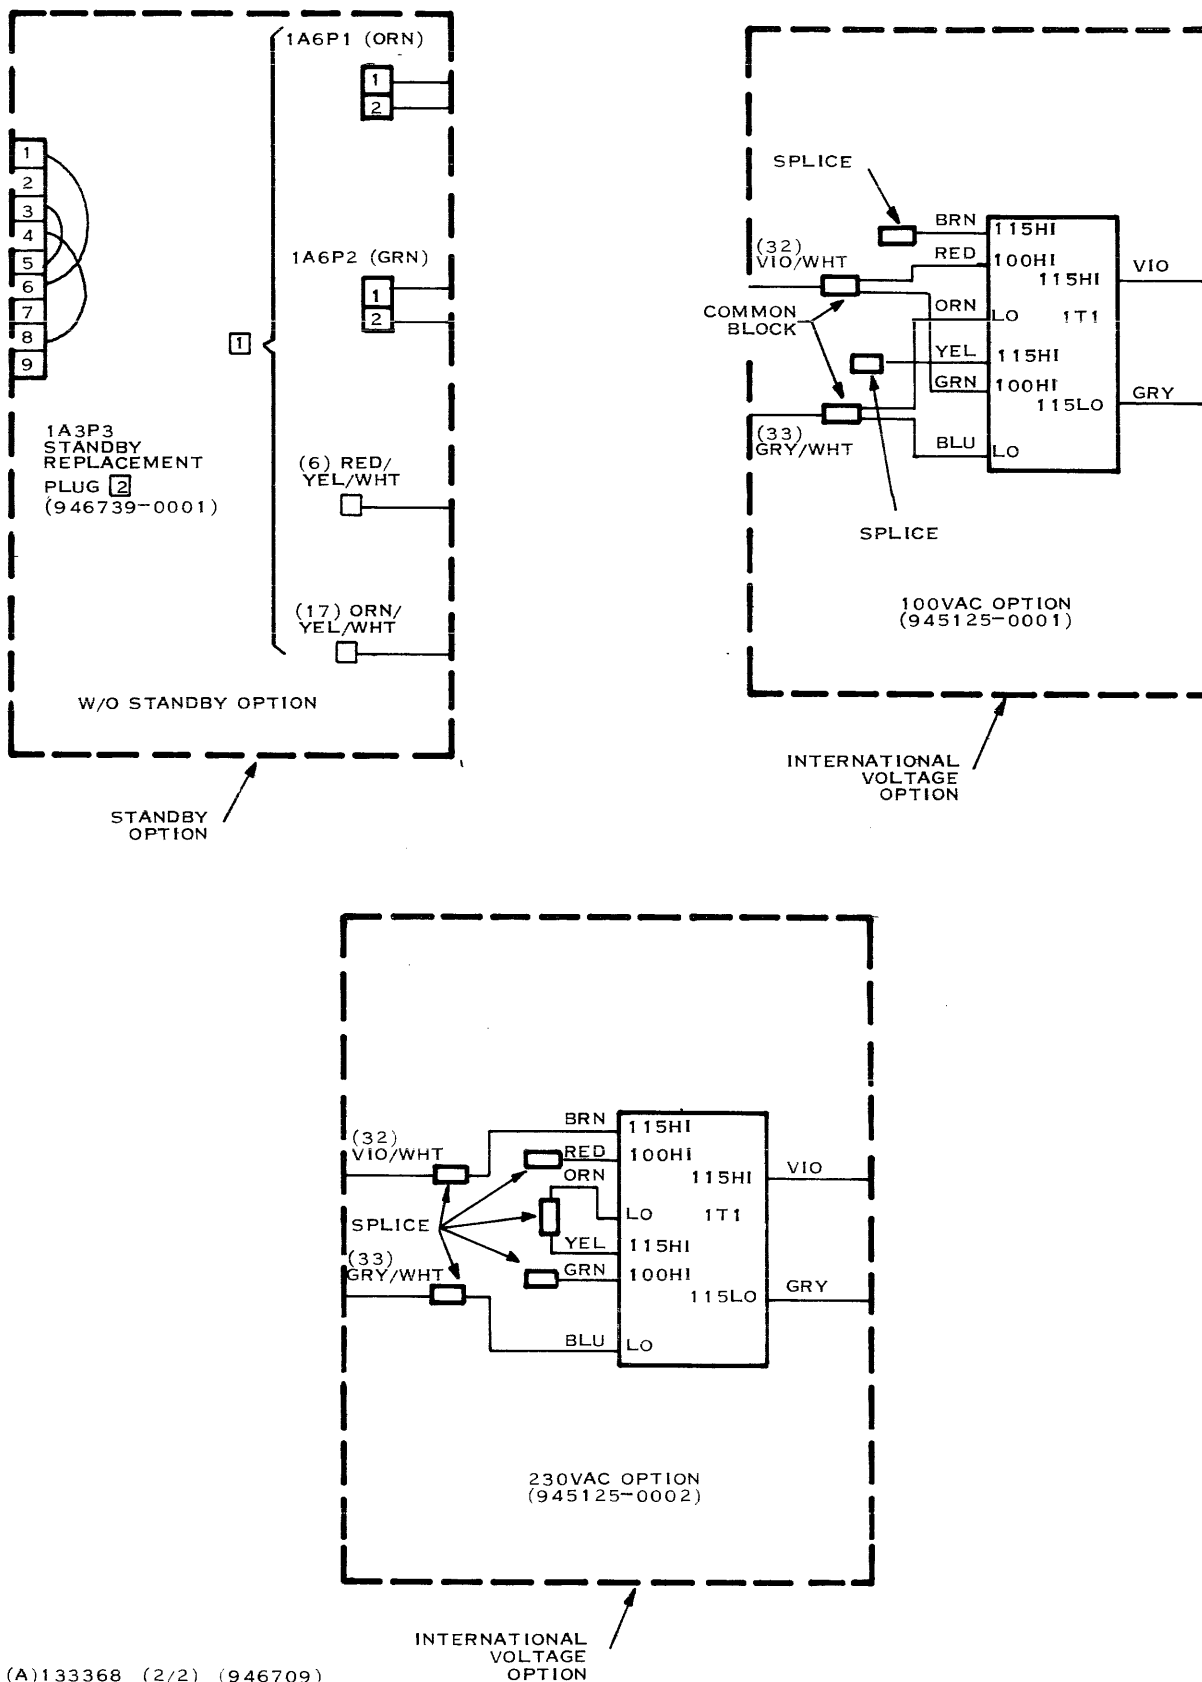 1A6P1 (ORN)
1
2
1
2
3
4
5
6
7
8
9
1A6P2 (GRN)
1
2
1
1A3P3
STANDBY
REPLACEMENT
PLUG 2
(946739-0001)
(6) RED/
YEL/WHT
(17) ORN/
YEL/WHT
W/O STANDBY OPTION
STANDBY
OPTION
SPLICE
(32)
VIO/WHT
COMMON
BLOCK
(33)
GRY/WHT
SPLICE
BRN
RED
ORN
YEL
GRN
BLU
115HI
100HI
115HI
LO
1T1
115HI
100HI
115LO
LO
VIO
GRY
100VAC OPTION
(945125-0001)
INTERNATIONAL
VOLTAGE
OPTION
(32)
VIO/WHT
SPLICE
(33)
GRY/WHT
BRN
RED
ORN
YEL
GRN
BLU
115HI
100HI
115HI
LO
1T1
115HI
100HI
115LO
LO
VIO
GRY
230VAC OPTION
(945125-0002)
INTERNATIONAL
VOLTAGE
OPTION
(A)133368 (2/2) (946709)